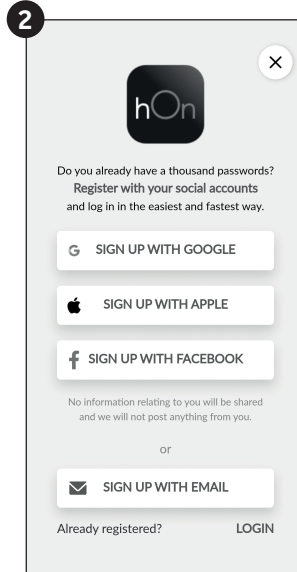 2
hOn
Do you already have a thousand passwords?
Register with your social accounts
and log in in the easiest and fastest way.
SIGN UP WITH GOOGLE
SIGN UP WITH APPLE
SIGN UP WITH FACEBOOK
No information relating to you will be shared
and we will not post anything from you.
or
SIGN UP WITH EMAIL
Already registered? LOGIN